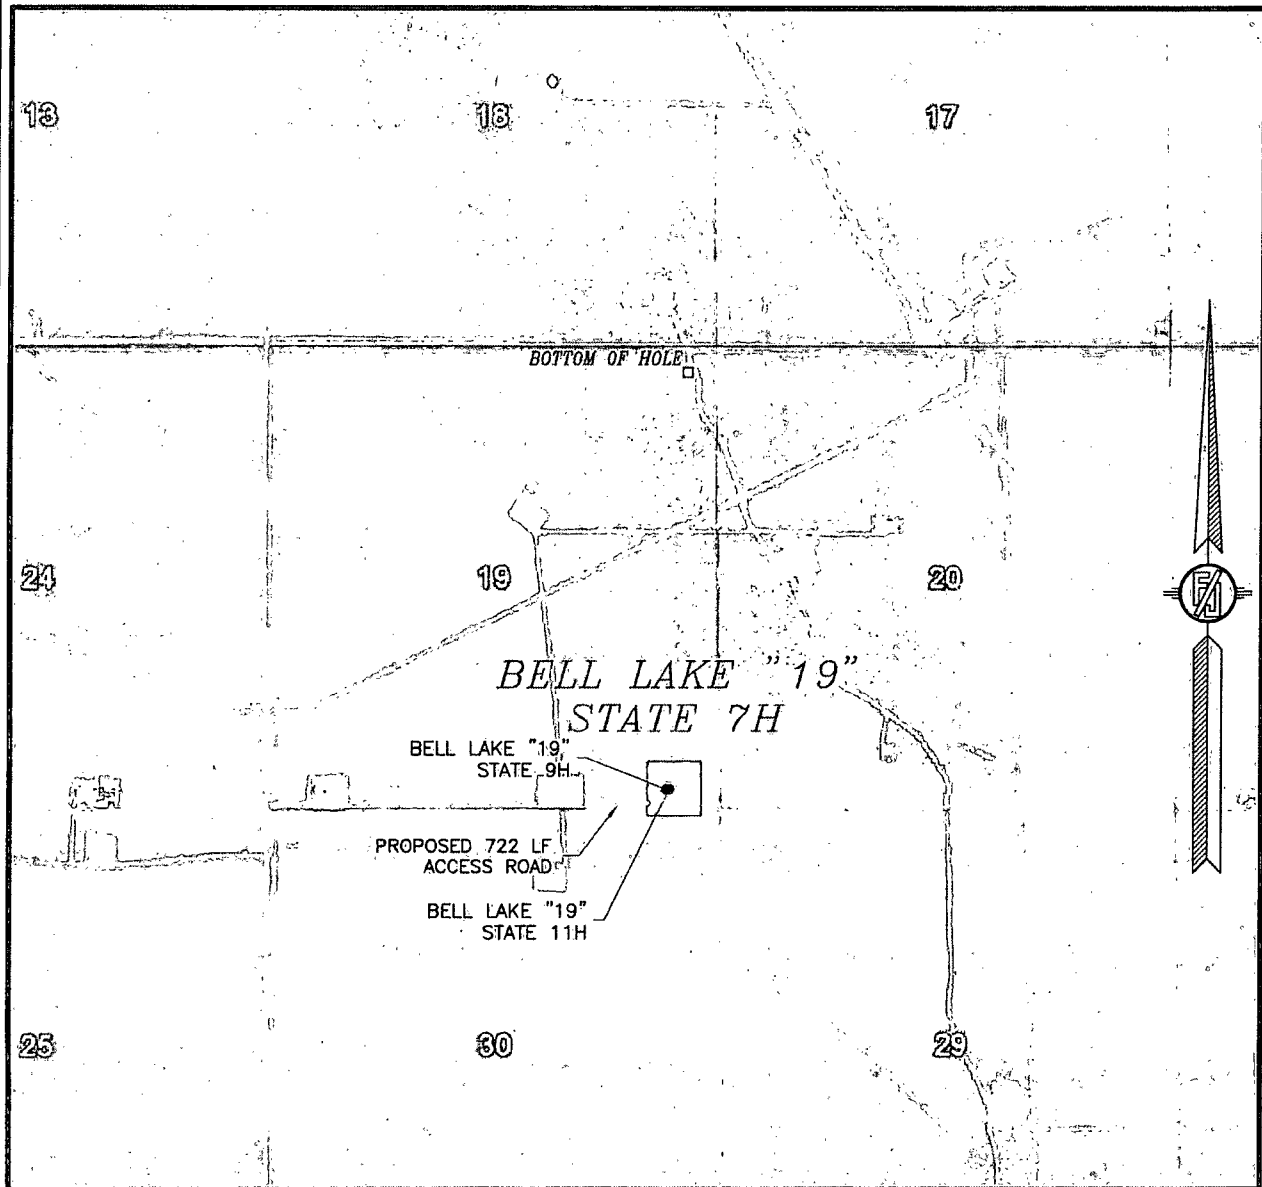 13
18
17
BOTTOM OF HOLE
24
19
20
BELL LAKE "19"
STATE 7H
BELL LAKE "19"
STATE 9H
PROPOSED 722 LF
ACCESS ROAD
BELL LAKE "19"
STATE 11H
25
30
29